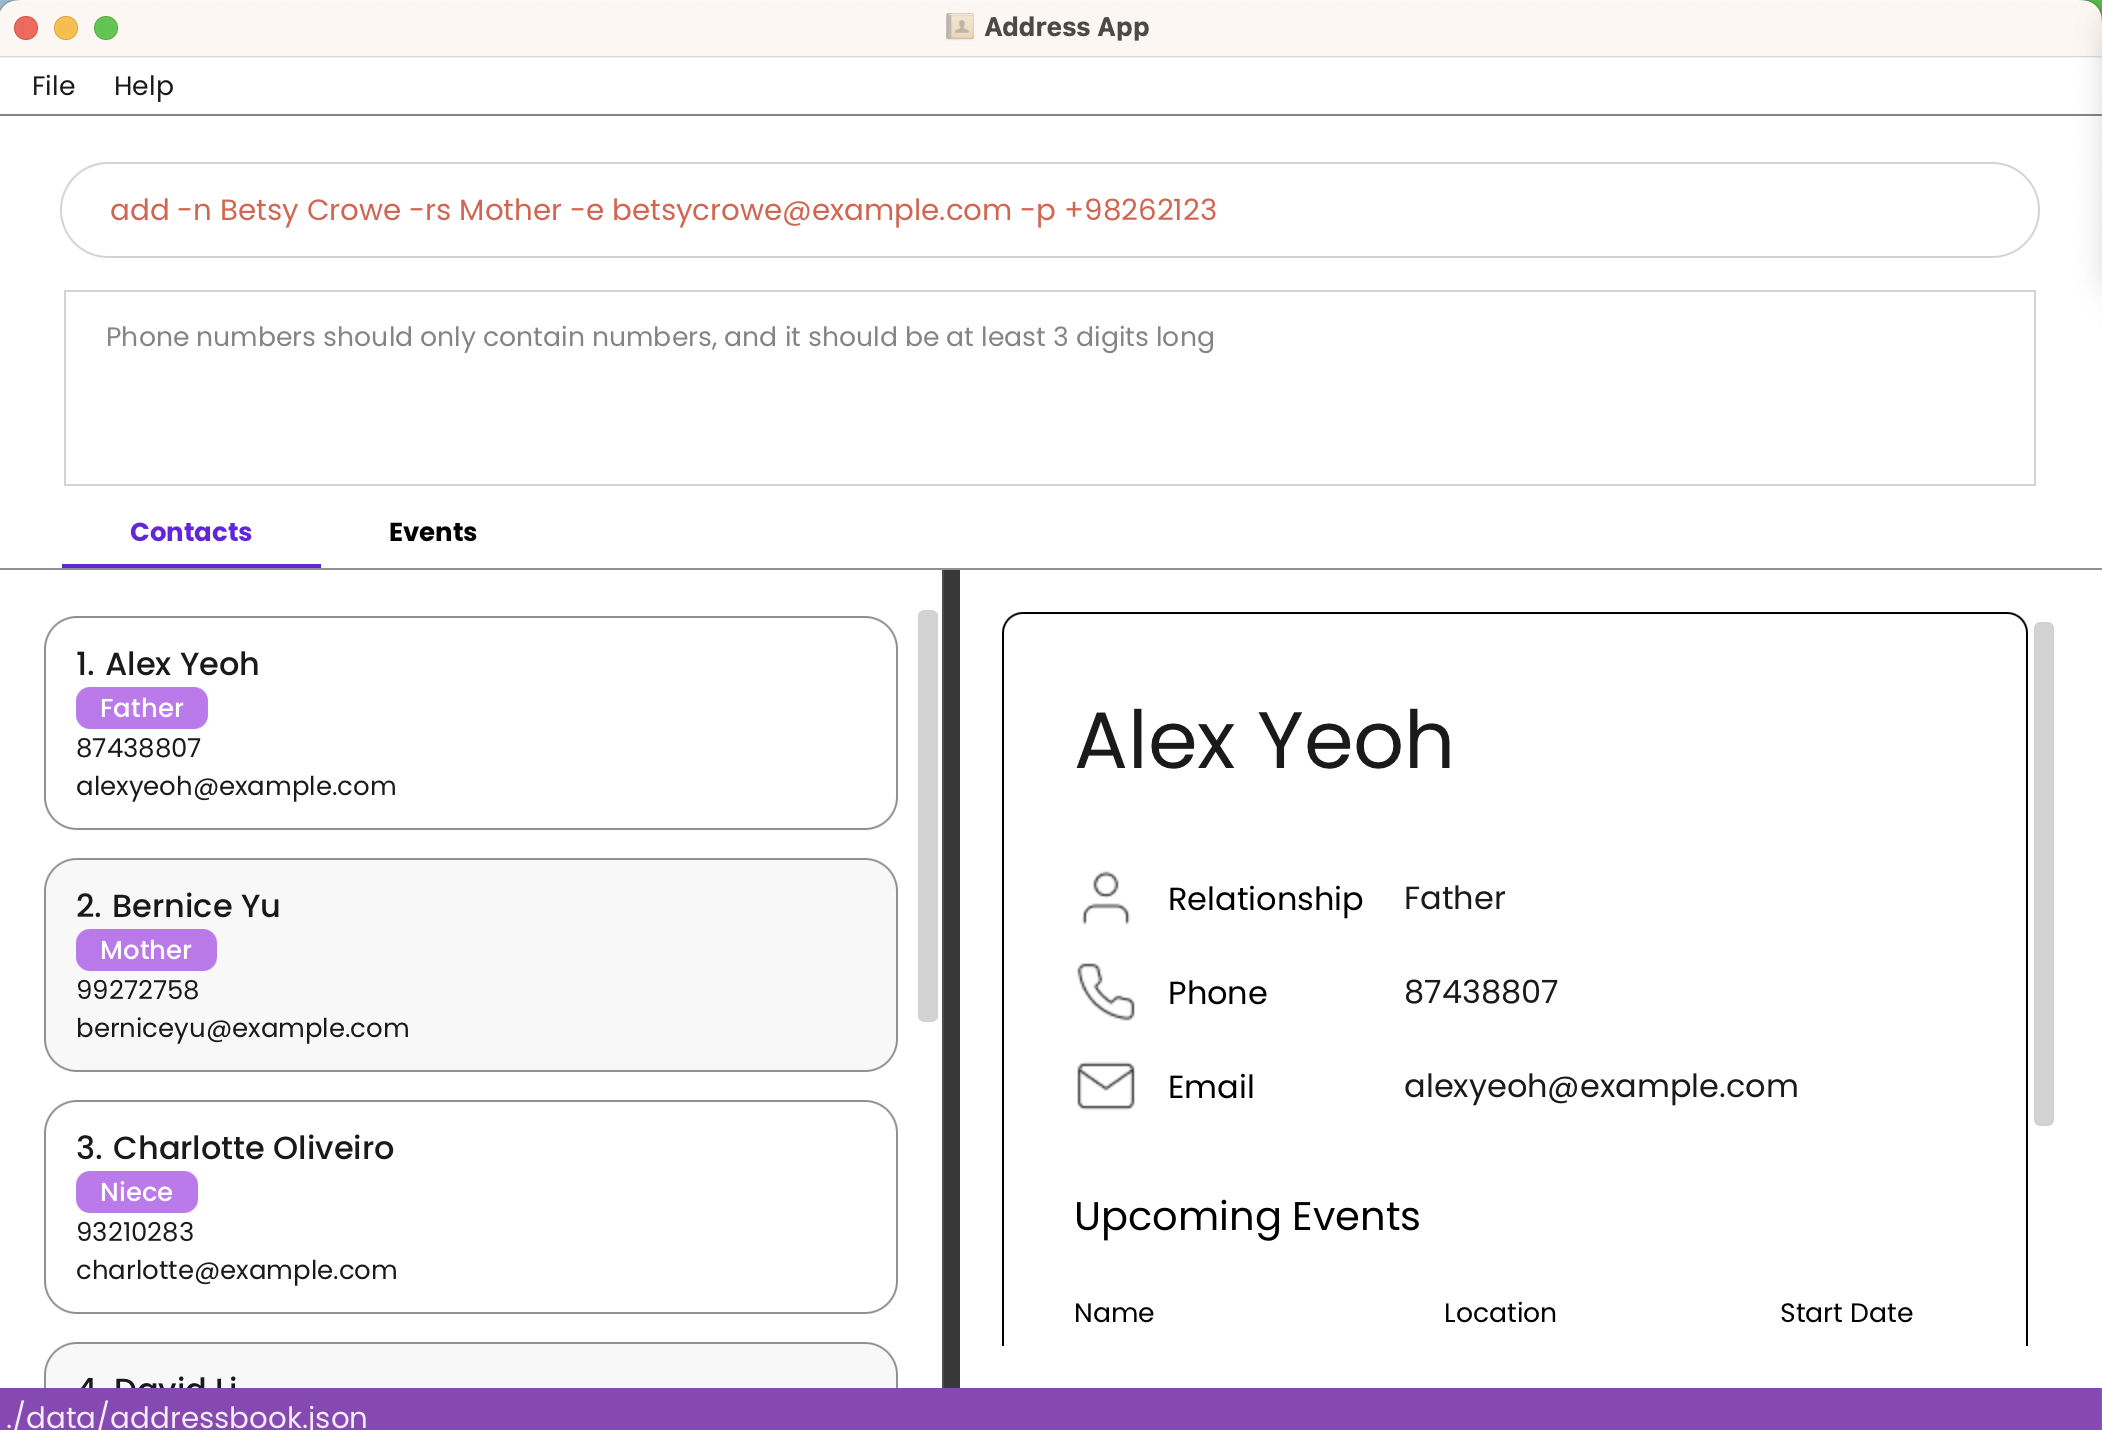 Address App
File Help
add -n Betsy Crowe -rs Mother -e betsycrowe@example.com -p +98262123
Phone numbers should only contain numbers, and it should be at least 3 digits long
Contacts Events
1. Alex Yeoh
Father
87438807
alexyeoh@example.com
2. Bernice Yu
Mother
99272758
berniceyu@example.com
3. Charlotte Oliveiro
Niece
93210283
charlotte@example.com
4. David Li
Alex Yeoh
Relationship Father
Phone 87438807
Email alexyeoh@example.com
Upcoming Events
Name Location Start Date
./data/addressbook.json